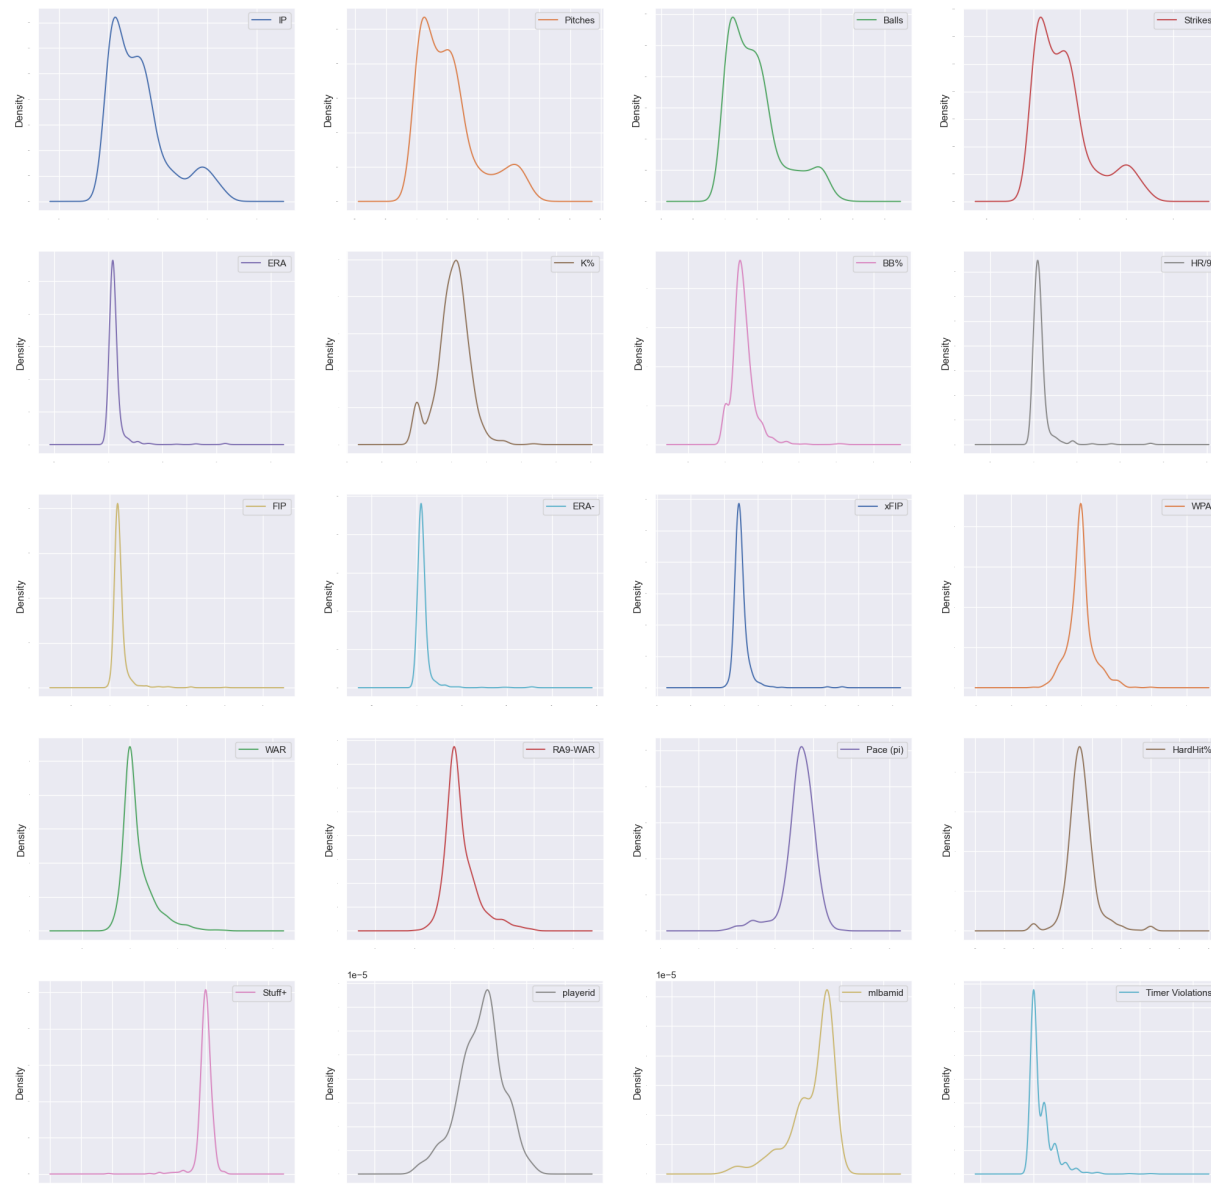 IP
Pitches
Balls
Strikes
Density
Density
Density
Density
ERA
K%
BB%
HR/9
Density
Density
Density
Density
FIP
ERA-
xFIP
WPA
Density
Density
Density
Density
WAR
RA9-WAR
Pace (pi)
HardHit%
Density
Density
Density
Density
1e−5
1e−5
Stuff+
playerid
mlbamid
Timer Violations
Density
Density
Density
Density